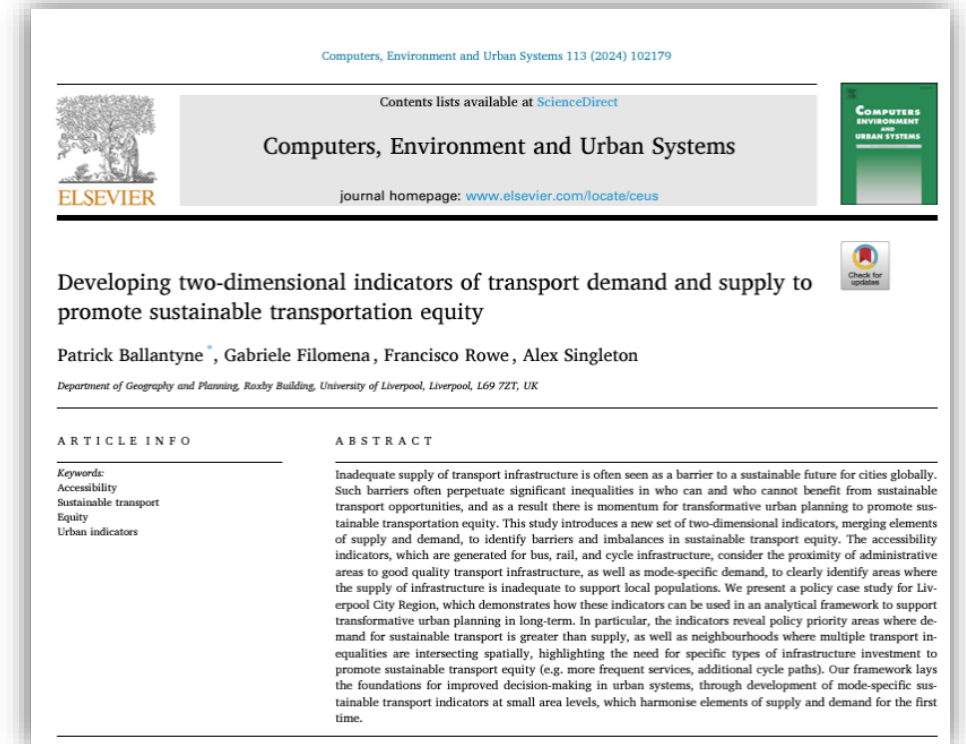 Computers, Environment and Urban Systems 113 (2024) 102179
Contents lists available at ScienceDirect
Computers, Environment and Urban Systems
journal homepage: www.elsevier.com/locate/ceus
ELSEVIER
COMPUTERS
ENVIRONMENT
AND
URBAN SYSTEMS
Check for
updates
Developing two-dimensional indicators of transport demand and supply to
promote sustainable transportation equity
Patrick Ballantyne *, Gabriele Filomena, Francisco Rowe, Alex Singleton
Department of Geography and Planning, Roxby Building, University of Liverpool, Liverpool, L69 7ZT, UK
ARTICLE INFO
Keywords:
Accessibility
Sustainable transport
Equity
Urban indicators
ABSTRACT
Inadequate supply of transport infrastructure is often seen as a barrier to a sustainable future for cities globally.
Such barriers often perpetuate significant inequalities in who can and who cannot benefit from sustainable
transport opportunities, and as a result there is momentum for transformative urban planning to promote sus-
tainable transportation equity. This study introduces a new set of two-dimensional indicators, merging elements
of supply and demand, to identify barriers and imbalances in sustainable transport equity. The accessibility
indicators, which are generated for bus, rail, and cycle infrastructure, consider the proximity of administrative
areas to good quality transport infrastructure, as well as mode-specific demand, to clearly identify areas where
the supply of infrastructure is inadequate to support local populations. We present a policy case study for Liv-
erpool City Region, which demonstrates how these indicators can be used in an analytical framework to support
transformative urban planning in long-term. In particular, the indicators reveal policy priority areas where de-
mand for sustainable transport is greater than supply, as well as neighbourhoods where multiple transport in-
equalities are intersecting spatially, highlighting the need for specific types of infrastructure investment to
promote sustainable transport equity (e.g. more frequent services, additional cycle paths). Our framework lays
the foundations for improved decision-making in urban systems, through development of mode-specific sus-
tainable transport indicators at small area levels, which harmonise elements of supply and demand for the first
time.